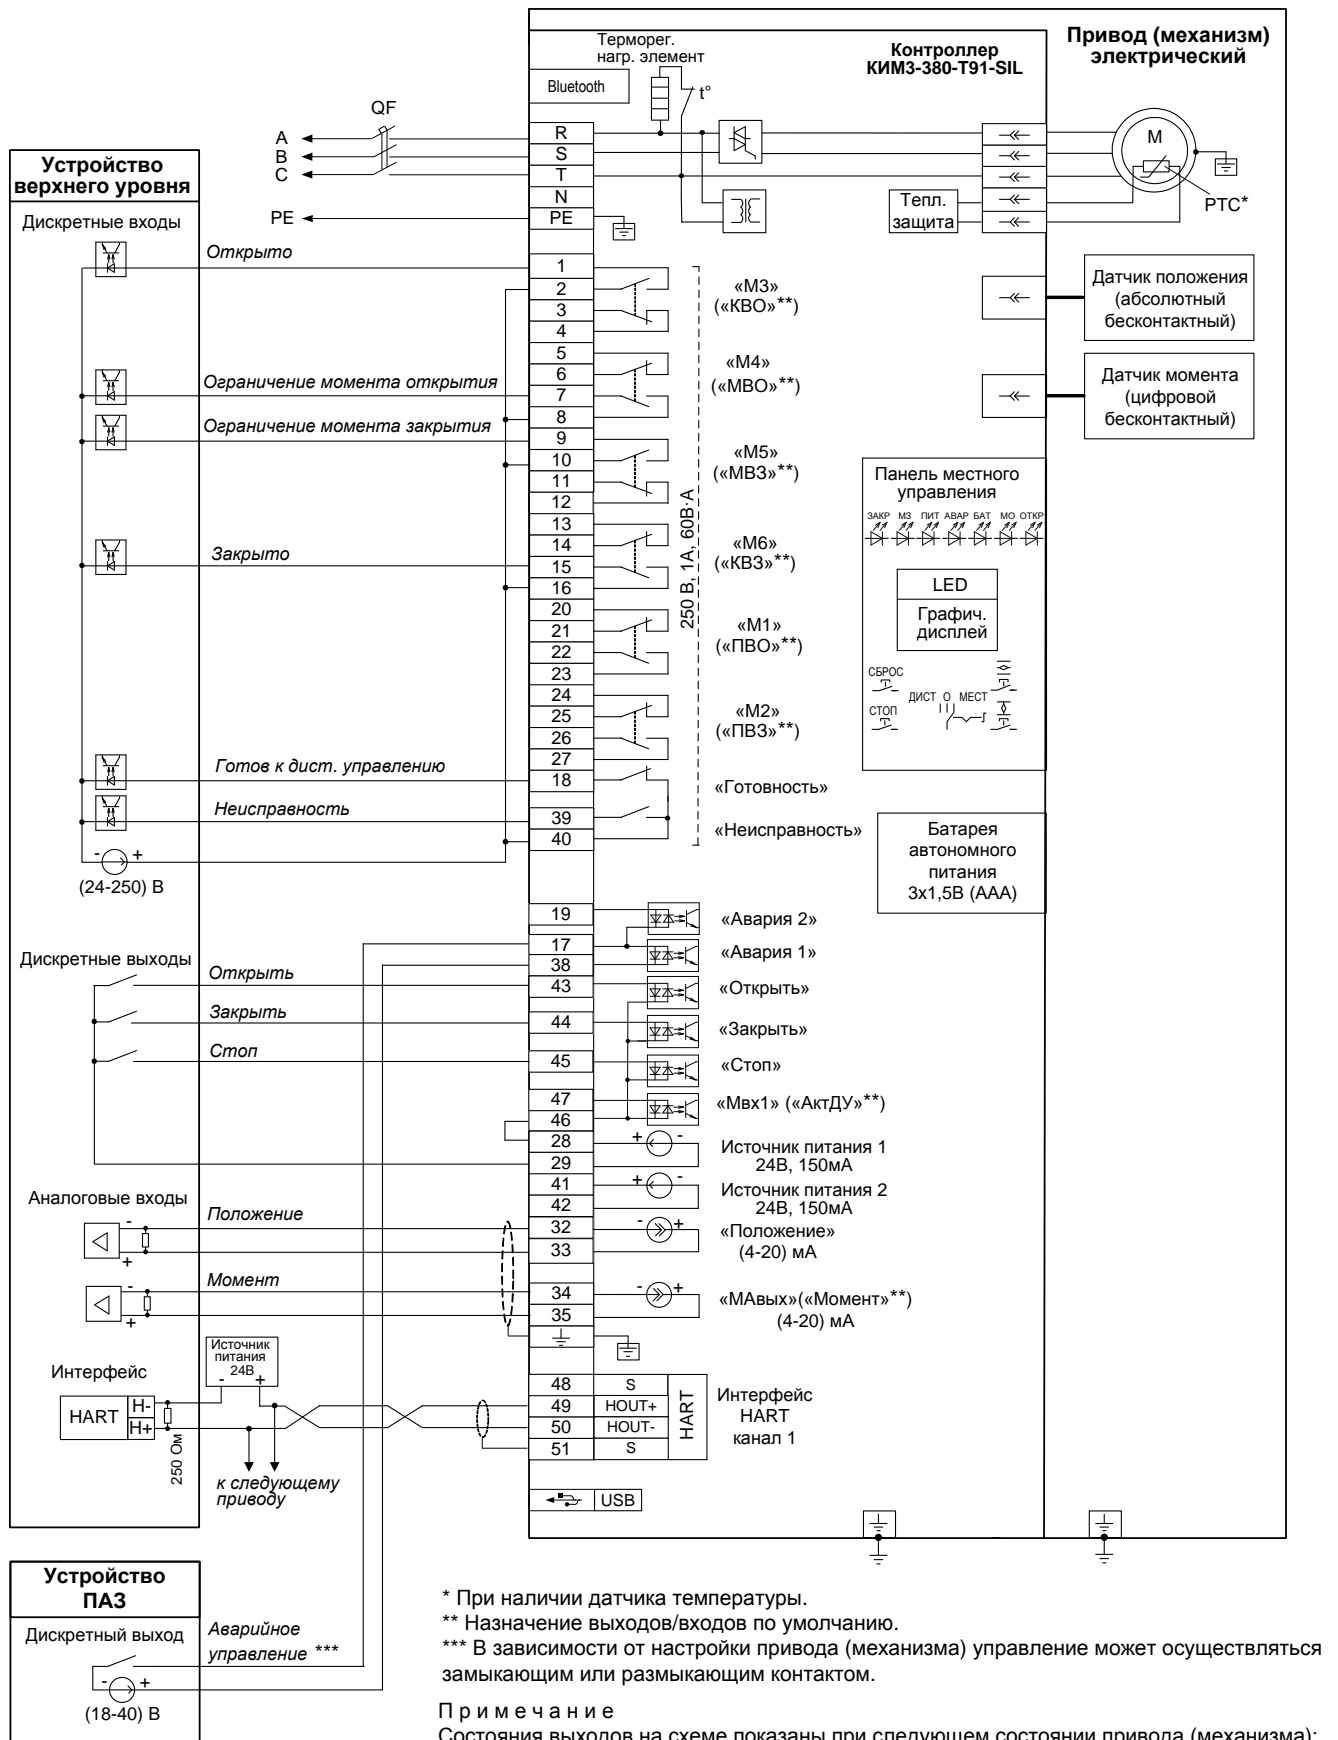 Терморег.
нагр. элемент
Контроллер
КИМ3-380-Т91-SIL
Привод (механизм)
электрический
Bluetooth
t°
QF
A
B
C
PE
R
S
T
N
PE
M
PTC*
Тепл.
защита
Устройство
верхнего уровня
Дискретные входы
Открыто
Ограничение момента открытия
Ограничение момента закрытия
Закрыто
Готов к дист. управлению
Неисправность
- +
(24-250) В
1
2
3
4
5
6
7
8
9
10
11
12
13
14
15
16
20
21
22
23
24
25
26
27
18
39
40
«М3»
(«КВО»**)
«М4»
(«МВО»**)
«М5»
(«МВЗ»**)
«М6»
(«КВЗ»**)
«М1»
(«ПВО»**)
«М2»
(«ПВЗ»**)
«Готовность»
«Неисправность»
250 В, 1А, 60В·А
Датчик положения
(абсолютный
бесконтактный)
Датчик момента
(цифровой
бесконтактный)
Панель местного
управления
ЗАКР МЗ ПИТ АВАР БАТ МО ОТКР
LED
Графич.
дисплей
СБРОС
СТОП
ДИСТ О МЕСТ
Батарея
автономного
питания
3х1,5В (ААА)
Дискретные выходы
Открыть
Закрыть
Стоп
19
17
38
43
44
45
47
46
28
29
41
42
32
33
34
35
«Авария 2»
«Авария 1»
«Открыть»
«Закрыть»
«Стоп»
«Мвх1» («АктДУ»**)
+ -
Источник питания 1
24В, 150мА
+ -
Источник питания 2
24В, 150мА
- +
«Положение»
(4-20) мА
- +
«МАвых»(«Момент»**)
(4-20) мА
Аналоговые входы
-
+
Положение
-
+
Момент
Источник
питания
24В
- +
Интерфейс
HART
H-
H+
250 Ом
к следующему
приводу
48 S
49 HOUT+
50 HOUT-
51 S
HART
Интерфейс
HART
канал 1
USB
Устройство
ПАЗ
Дискретный выход
- +
(18-40) В
Аварийное
управление ***
* При наличии датчика температуры.
** Назначение выходов/входов по умолчанию.
*** В зависимости от настройки привода (механизма) управление может осуществляться
замыкающим или размыкающим контактом.
П р и м е ч а н и е
Состояния выходов на схеме показаны при следующем состоянии привода (механизма):